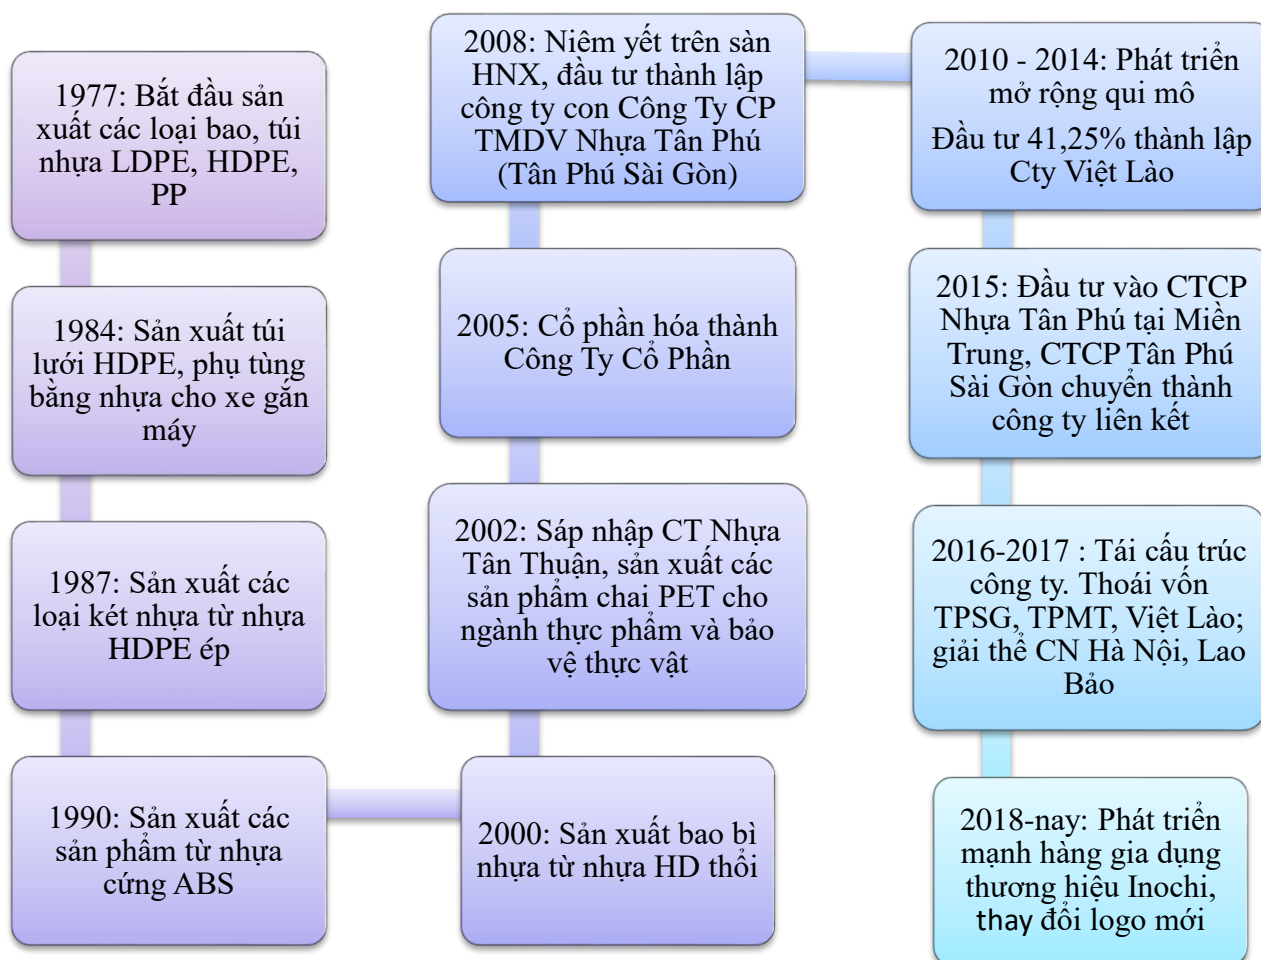 1977: Bắt đầu sản
xuất các loại bao, túi
nhựa LDPE, HDPE,
PP
1984: Sản xuất túi
lưới HDPE, phụ tùng
bằng nhựa cho xe gắn
máy
1987: Sản xuất các
loại két nhựa từ nhựa
HDPE ép
1990: Sản xuất các
sản phẩm từ nhựa
cứng ABS
2000: Sản xuất bao bì
nhựa từ nhựa HD thổi
2002: Sáp nhập CT Nhựa
Tân Thuận, sản xuất các
sản phẩm chai PET cho
ngành thực phẩm và bảo
vệ thực vật
2005: Cổ phần hóa thành
Công Ty Cổ Phần
2008: Niêm yết trên sàn
HNX, đầu tư thành lập
công ty con Công Ty CP
TMDV Nhựa Tân Phú
(Tân Phú Sài Gòn)
2010 - 2014: Phát triển
mở rộng qui mô
Đầu tư 41,25% thành lập
Cty Việt Lào
2015: Đầu tư vào CTCP
Nhựa Tân Phú tại Miền
Trung, CTCP Tân Phú
Sài Gòn chuyển thành
công ty liên kết
2016-2017 : Tái cấu trúc
công ty. Thoái vốn
TPSG, TPMT, Việt Lào;
giải thể CN Hà Nội, Lao
Bảo
2018-nay: Phát triển
mạnh hàng gia dụng
thương hiệu Inochi,
thay đổi logo mới